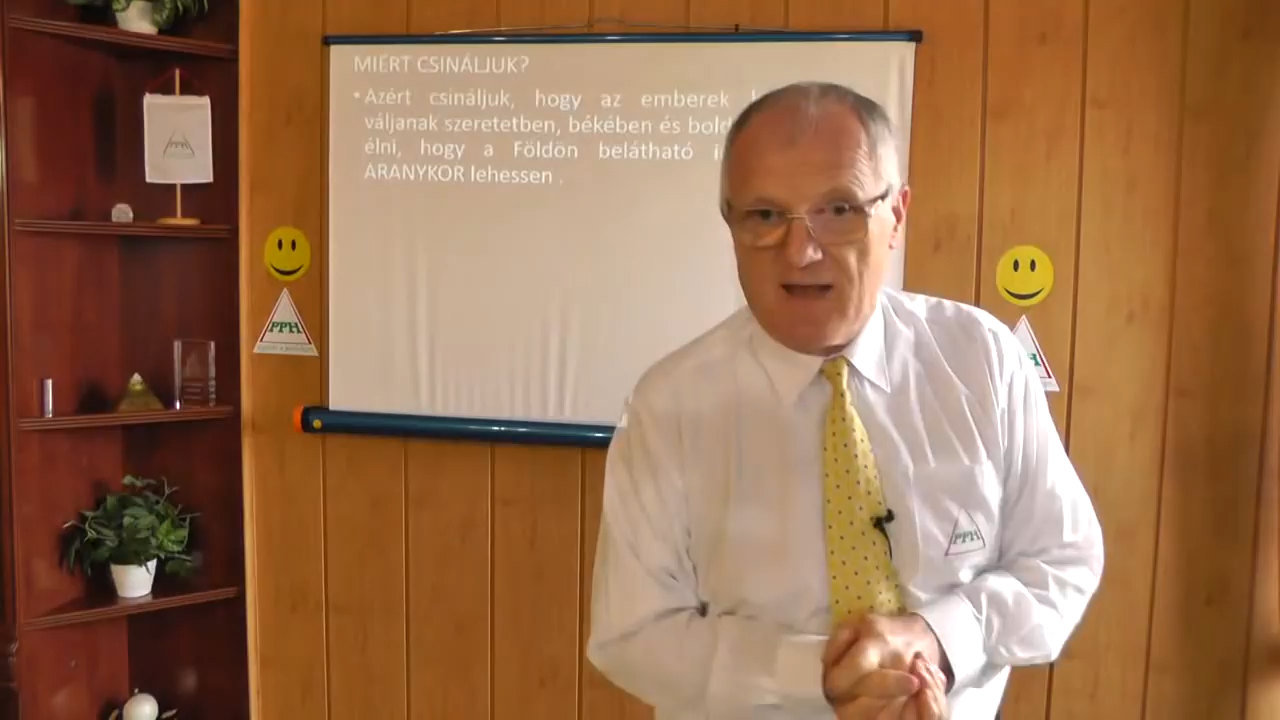 MIÉRT CSINÁLJUK?
• Azért csináljuk, hogy az emberek
váljanak szeretetben, békében és
élni, hogy a Földön belátható
ARANYKOR lehessen .
PPH
PPH
PPH